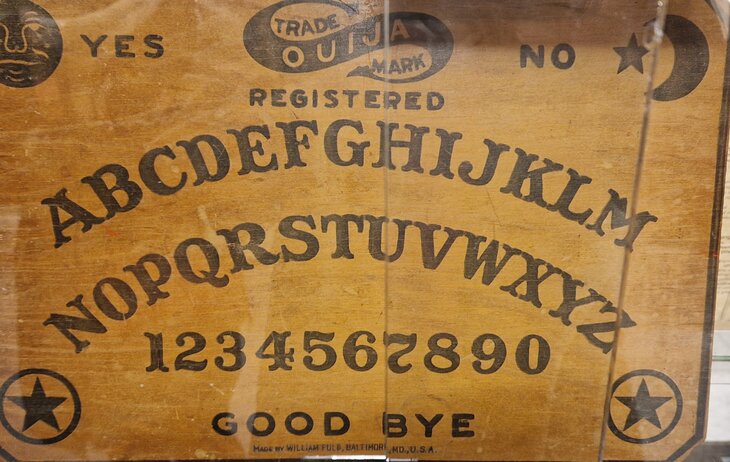 YES
TRADE
OUIJA
MARK
NO
REGISTERED
ABCDEFGHIJKLM
NOPQRSTUVWXYZ
1234567890
GOOD BYE
MADE BY WILLIAM FULD, BALTIMORE, MD., U.S.A.